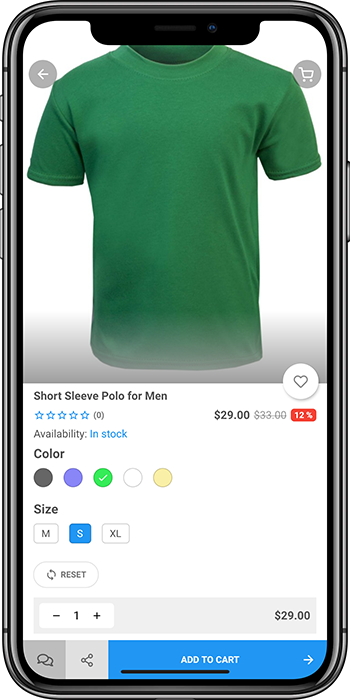 Short Sleeve Polo for Men
(0) $29.00 $33.00 12 %
Availability: In stock
Color
Size
M S XL
RESET
− 1 + $29.00
ADD TO CART